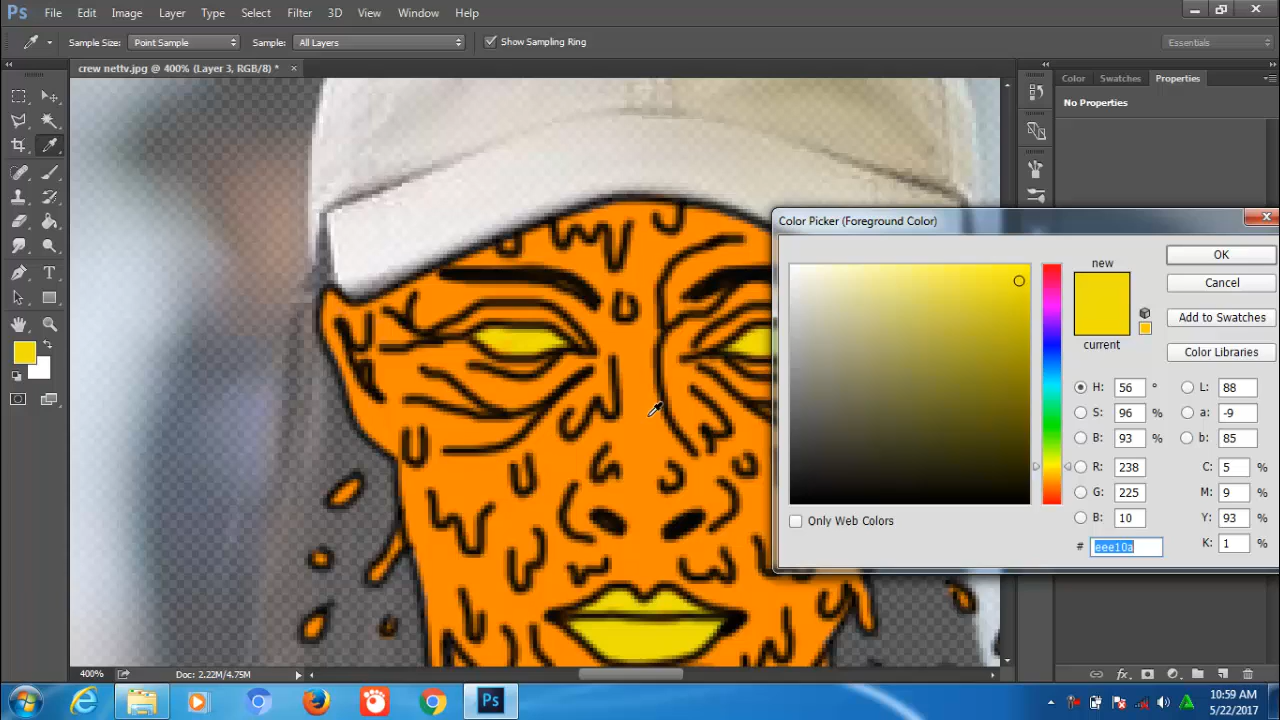 Ps File Edit Image Layer Type Select Filter 3D View Window Help
Sample Size: Point Sample Sample: All Layers Show Sampling Ring Essentials
crew nettv.jpg @ 400% (Layer 3, RGB/8) * ×
Color Swatches Properties
No Properties
Color Picker (Foreground Color)
new
current
OK
Cancel
Add to Swatches
Color Libraries
H: 56 ° L: 88
S: 96 % a: -9
B: 93 % b: 85
R: 238 C: 5 %
G: 225 M: 9 %
B: 10 Y: 93 %
# eee10a K: 1 %
Only Web Colors
400% Doc: 2.22M/4.75M
Ps
10:59 AM
5/22/2017